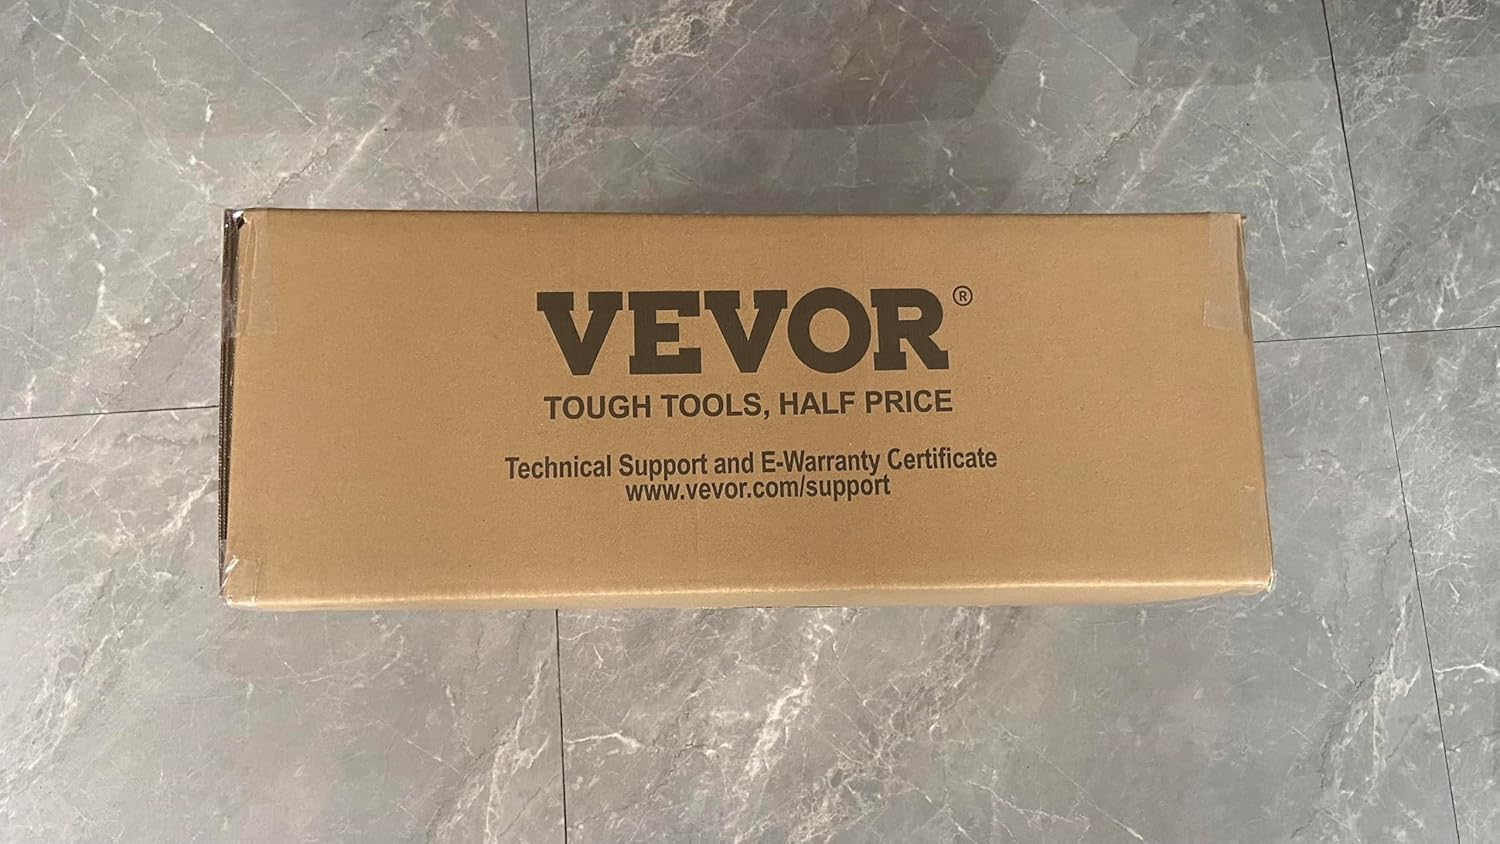 VEVOR®
TOUGH TOOLS, HALF PRICE
Technical Support and E-Warranty Certificate
www.vevor.com/support